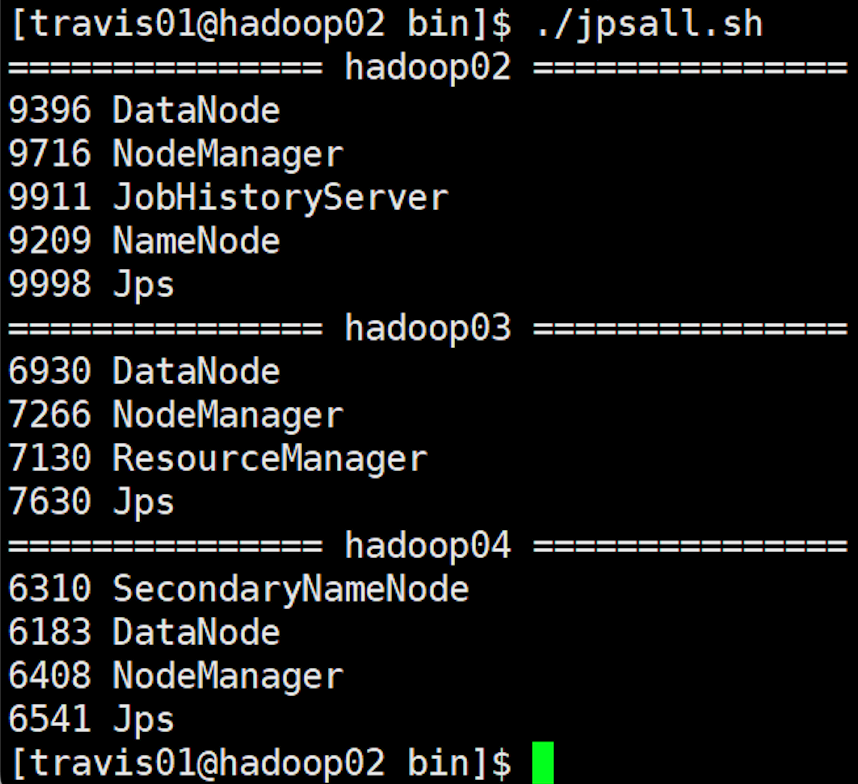 [travis01@hadoop02 bin]$ ./jpsall.sh
=============== hadoop02 ===============
9396 DataNode
9716 NodeManager
9911 JobHistoryServer
9209 NameNode
9998 Jps
=============== hadoop03 ===============
6930 DataNode
7266 NodeManager
7130 ResourceManager
7630 Jps
=============== hadoop04 ===============
6310 SecondaryNameNode
6183 DataNode
6408 NodeManager
6541 Jps
[travis01@hadoop02 bin]$